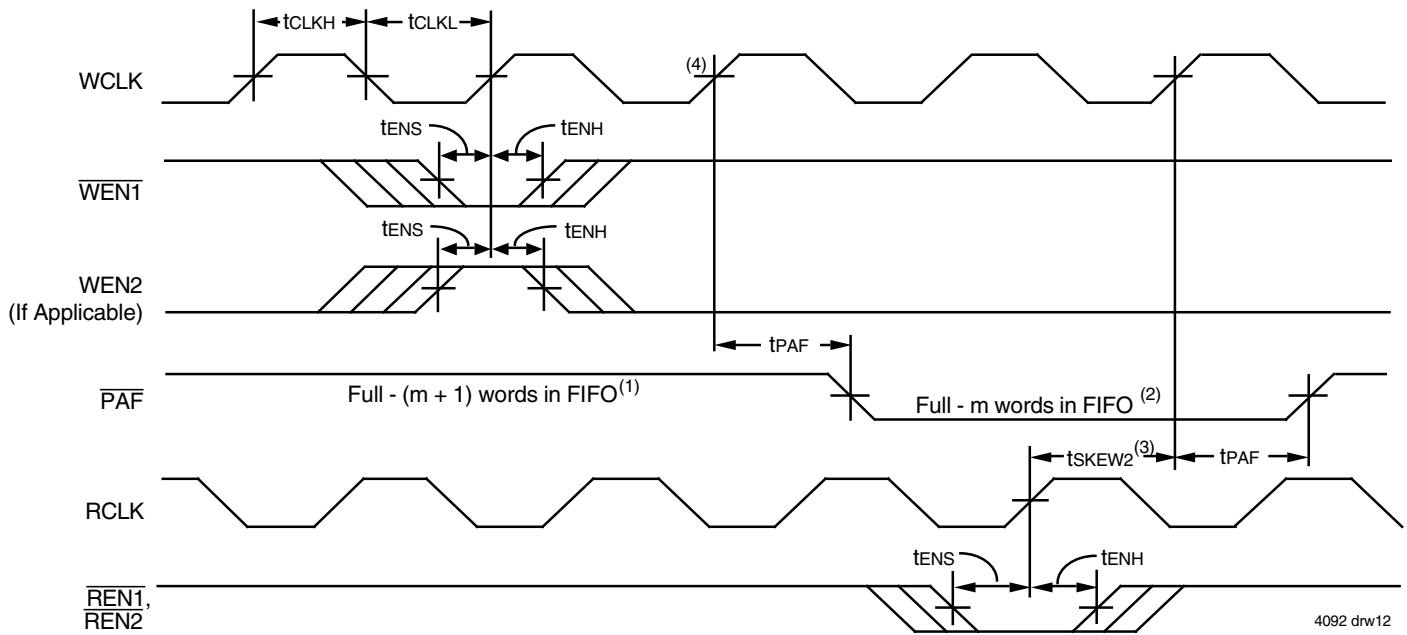 tCLKH
tCLKL
WCLK
(4)
tENS
tENH
WEN1
tENS
tENH
WEN2
(If Applicable)
tPAF
PAF
Full - (m + 1) words in FIFO(1)
Full - m words in FIFO (2)
tSKEW2(3)
tPAF
RCLK
tENS
tENH
REN1,
REN2
4092 drw12